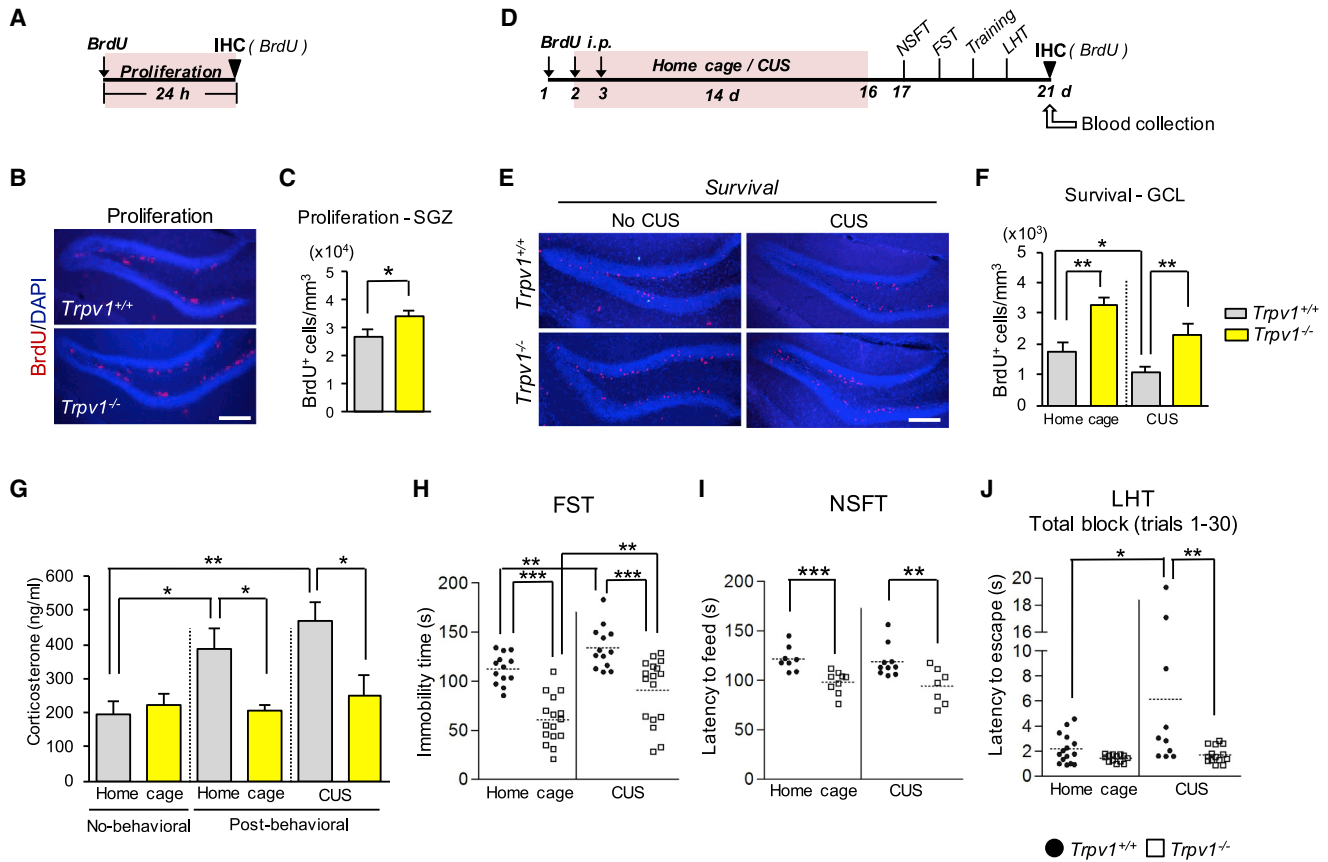 A
BrdU
IHC ( BrdU )
Proliferation
24 h
D
BrdU i.p.
NSFT
FST
Training
LHT
IHC ( BrdU )
Home cage / CUS
1
2
3
14 d
16
17
21 d
Blood collection
B
Proliferation
BrdU/DAPI
Trpv1+/+
Trpv1-/-
C
Proliferation - SGZ
(x10⁴)
BrdU+ cells/mm³
5
4
3
2
1
0
*
E
Survival
No CUS
CUS
Trpv1+/+
Trpv1-/-
F
Survival - GCL
(x10³)
BrdU+ cells/mm³
5
4
3
2
1
0
*
**
**
Home cage
CUS
Trpv1+/+
Trpv1-/-
G
Corticosterone (ng/ml)
600
500
400
300
200
100
0
**
*
*
*
Home cage
Home cage
CUS
No-behavioral
Post-behavioral
H
FST
Immobility time (s)
200
150
100
50
0
**
**
***
***
Home cage
CUS
I
NSFT
Latency to feed (s)
200
150
100
50
0
***
**
Home cage
CUS
J
LHT
Total block (trials 1-30)
Latency to escape (s)
20
18
16
14
12
10
8
6
4
2
0
*
**
Home cage
CUS
Trpv1+/+
Trpv1-/-